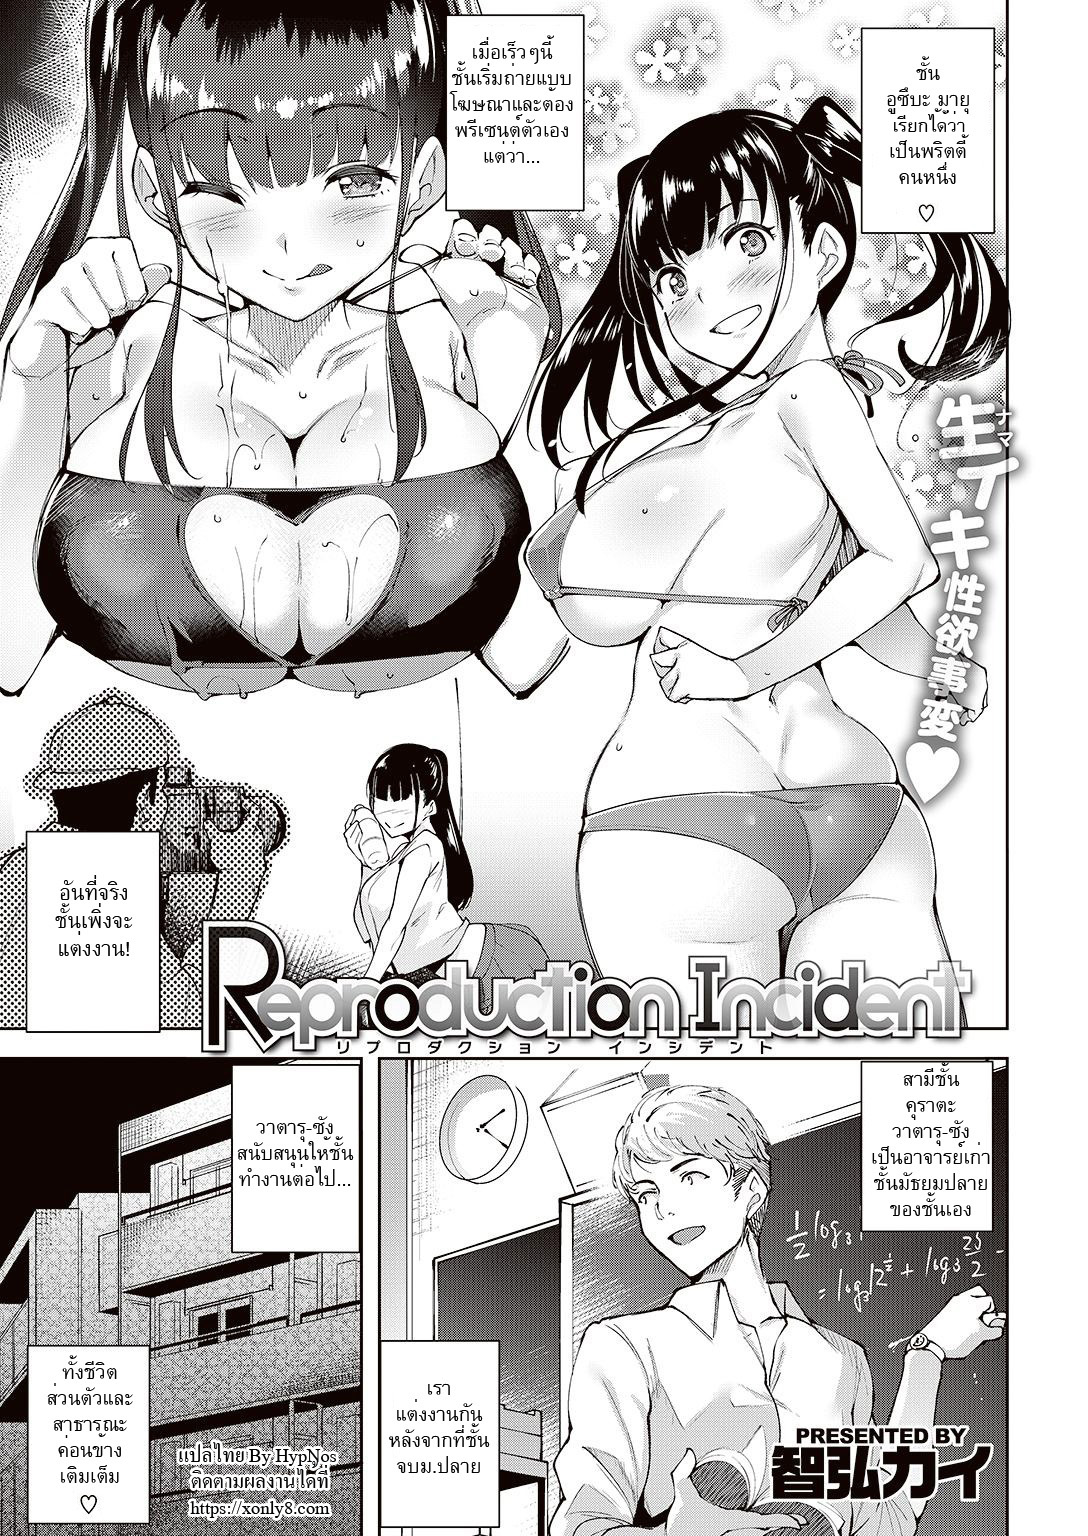 ชั้น
อูซึบะ มายุ
เรียกได้ว่า
เป็นพริตตี้
คนหนึ่ง
♡
เมื่อเร็วๆนี้
ชั้นเริ่มถ่ายแบบ
โฆษณาและต้อง
พรีเซนต์ตัวเอง
แต่ว่า...
生イキ性欲事変♥
ナマ
อันที่จริง
ชั้นเพิ่งจะ
แต่งงาน!
Reproduction Incident
リプロダクション インシデント
สามีชั้น
คุราตะ
วาตารุ-ซัง
เป็นอาจารย์เก่า
ชั้นมัธยมปลาย
ของชั้นเอง
เรา
แต่งงานกัน
หลังจากที่ชั้น
จบม.ปลาย
วาตารุ-ซัง
สนับสนุนให้ชั้น
ทำงานต่อไป...
ทั้งชีวิต
ส่วนตัวและ
สาธารณะ
ค่อนข้าง
เติมเต็ม
♡
แปลไทย By HypNos
ติดตามผลงานได้ที่
https://xonly8.com
PRESENTED BY
智弘カイ